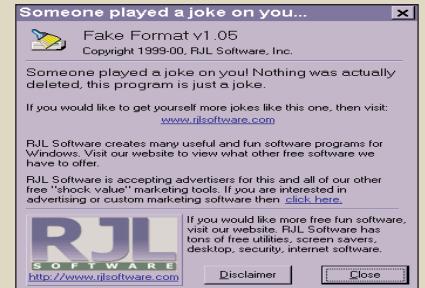 Someone played a joke on you...
Fake Format v1.05
Copyright 1999-00, RJL Software, Inc.
Someone played a joke on you! Nothing was actually
deleted, this program is just a joke.
If you would like to get yourself more jokes like this one, then visit:
www.rjlsoftware.com
RJL Software creates many useful and fun software programs for
Windows. Visit our website to view what other free software we
have to offer.
RJL Software is accepting advertisers for this and all of our other
free "shock value" marketing tools. If you are interested in
advertising or custom marketing software then click here.
RJL
SOFTWARE
http://www.rjlsoftware.com
If you would like more free fun software,
visit our website. RJL Software has
tons of free utilities, screen savers,
desktop, security, internet software.
Disclaimer
Close